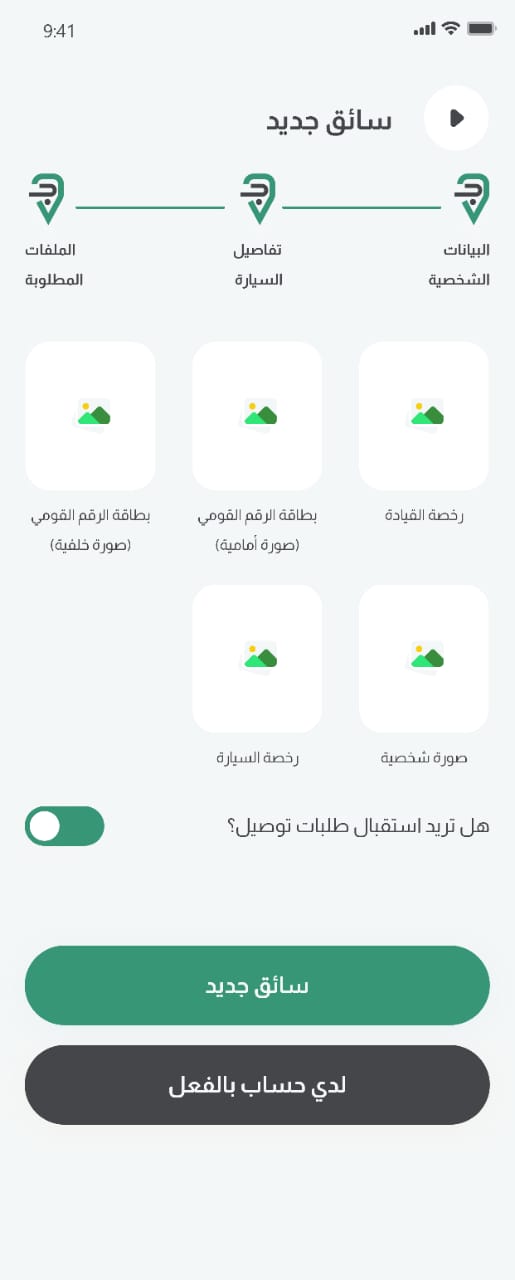 9:41
سائق جديد
البيانات
الشخصية
تفاصيل
السيارة
الملفات
المطلوبة
رخصة القيادة
بطاقة الرقم القومي
(صورة أمامية)
بطاقة الرقم القومي
(صورة خلفية)
صورة شخصية
رخصة السيارة
هل تريد استقبال طلبات توصيل؟
سائق جديد
لدي حساب بالفعل